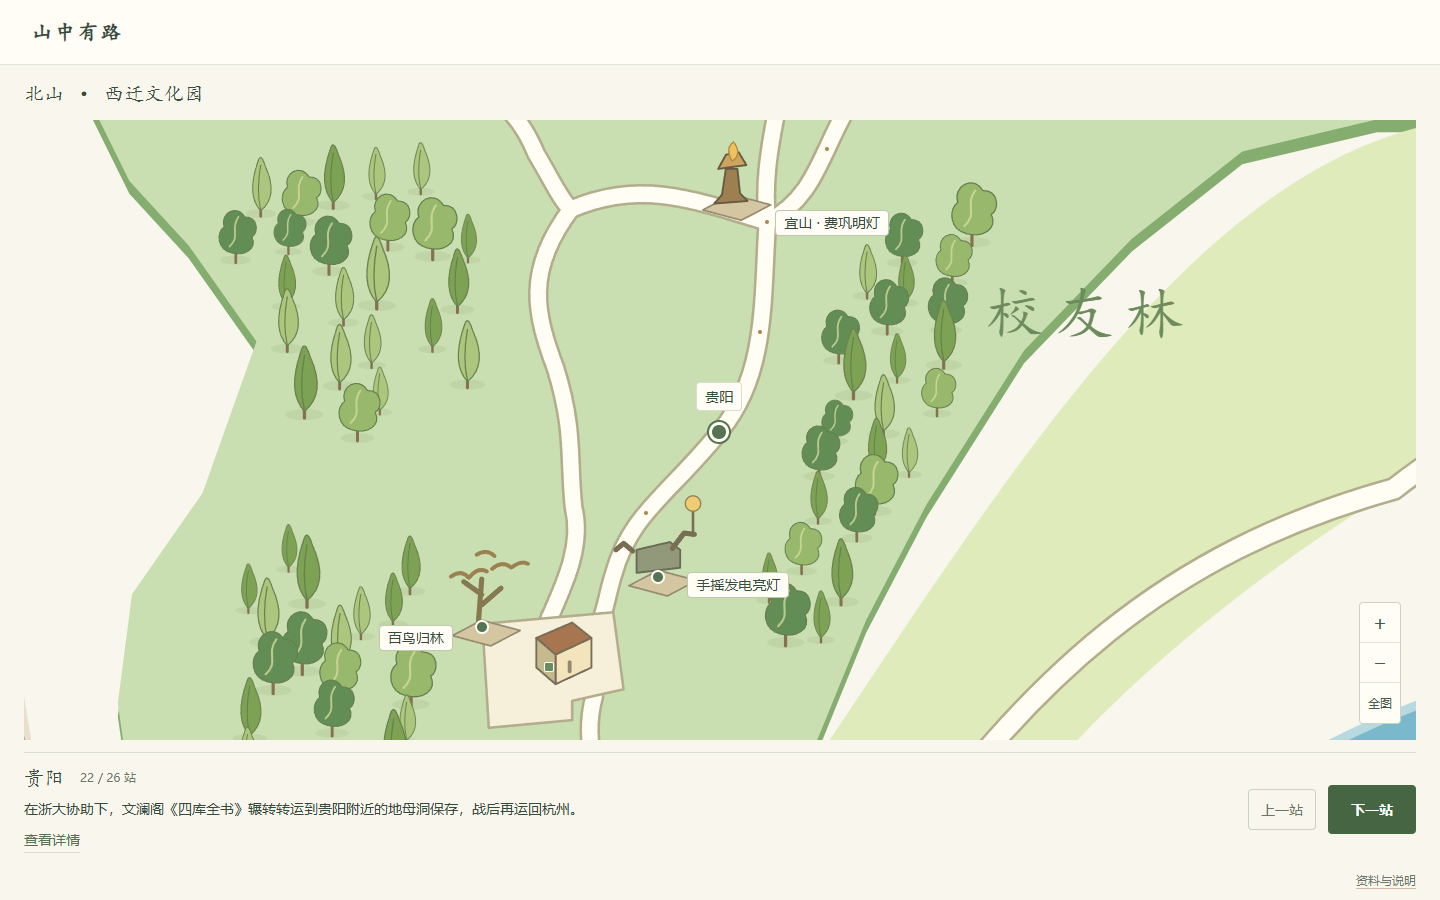 山中有路
北山 • 西迁文化园
宜山 · 费巩明灯
校友林
贵阳
手摇发电亮灯
百鸟归林
+
−
全图
贵阳 22 / 26 站
在浙大协助下，文澜阁《四库全书》辗转转运到贵阳附近的地母洞保存，战后再运回杭州。
查看详情
上一站
下一站
资料与说明